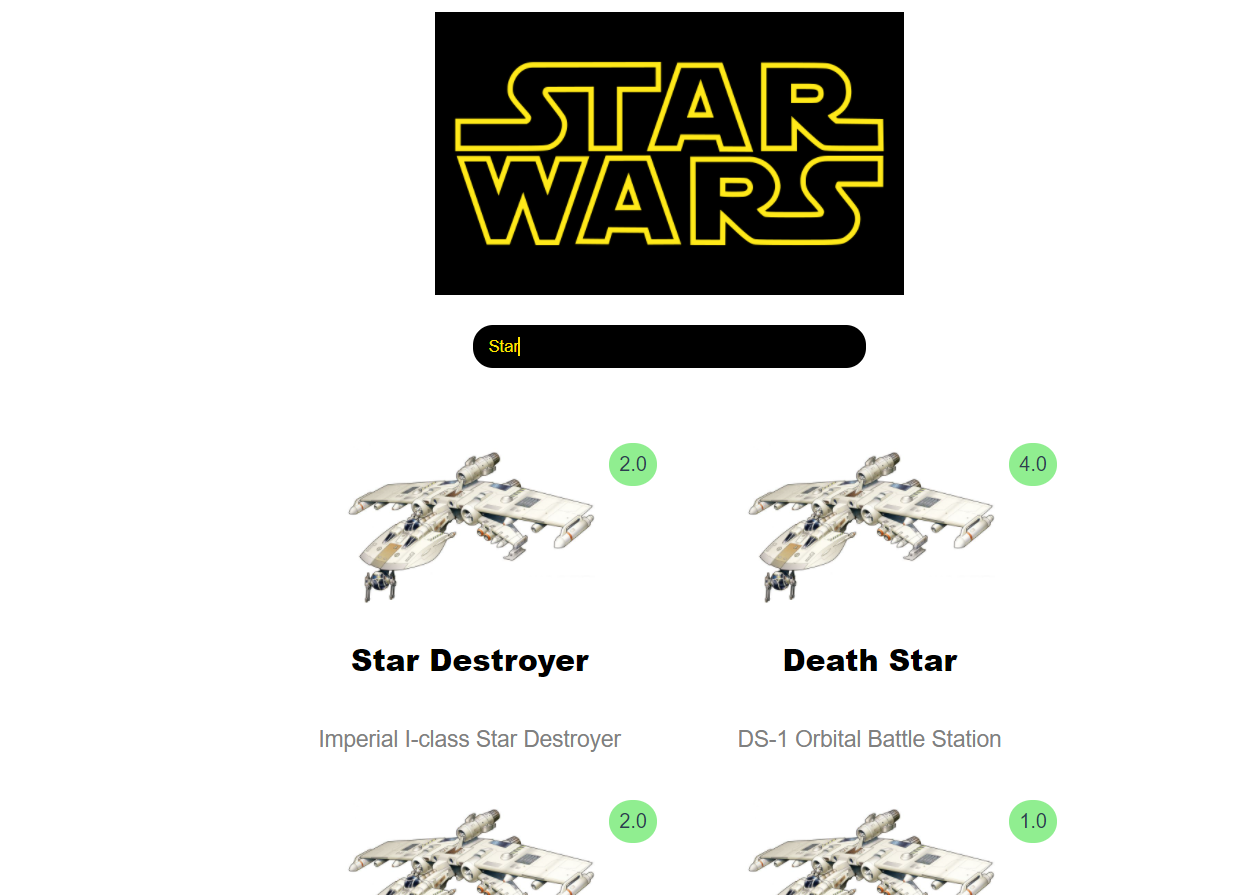 STAR
WARS
Star
2.0
4.0
Star Destroyer
Death Star
Imperial I-class Star Destroyer
DS-1 Orbital Battle Station
2.0
1.0